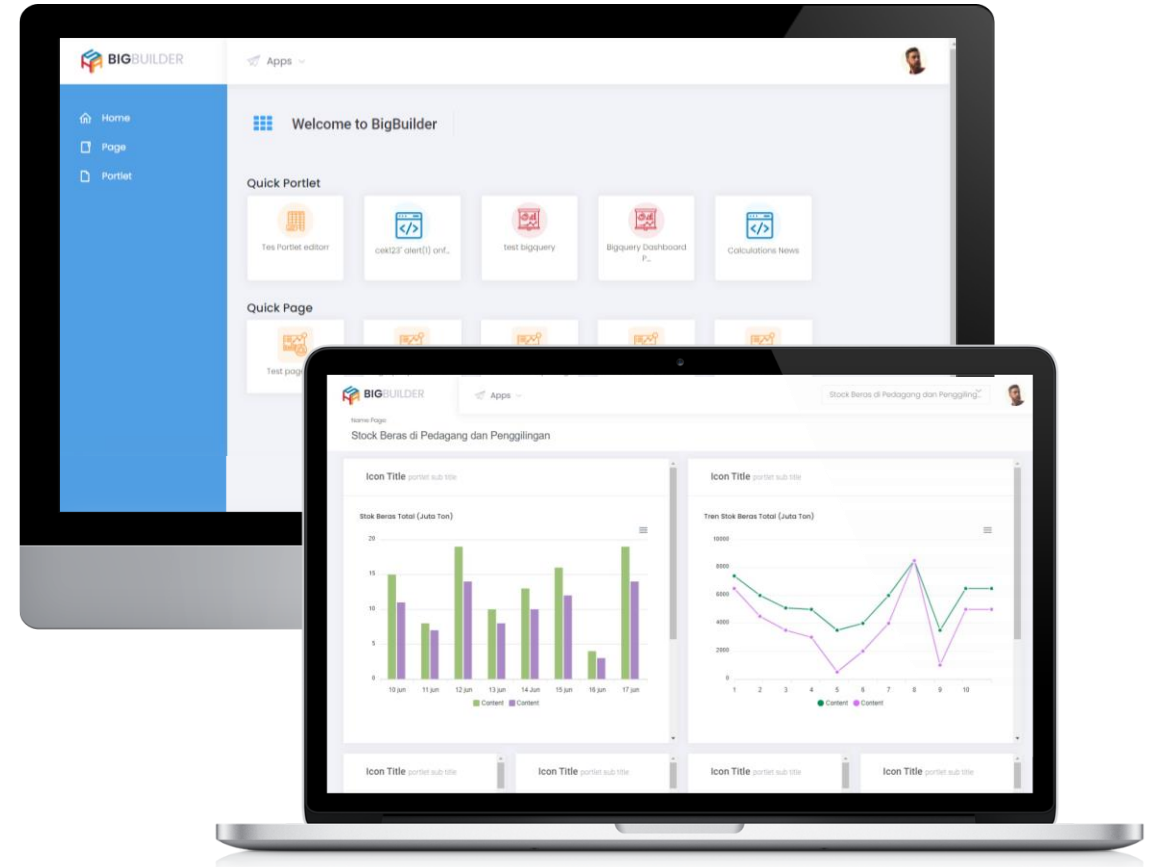 BIGBUILDER
Apps
Home
Page
Portlet
Welcome to BigBuilder
Quick Portlet
Tes Portlet editorr
cek123" alert(1) onf...
test bigquery
Bigquery Dashboard
P...
Calculations News
Quick Page
Test pag
BIGBUILDER
Apps
Stock Beras di Pedagang dan Penggiling...
Name Page:
Stock Beras di Pedagang dan Penggilingan
Icon Title portlet sub title
Stok Beras Total (Juta Ton)
20
15
10
5
0
10 jun 11 jun 12 jun 13 jun 14 Jun 15 jun 16 jun 17 jun
Content Content
Icon Title portlet sub title
Tren Stok Beras Total (Juta Ton)
10000
8000
6000
4000
2000
0
1 2 3 4 5 6 7 8 9 10
Content Content
Icon Title portlet sub title
Icon Title portlet sub title
Icon Title portlet sub title
Icon Title portlet sub title